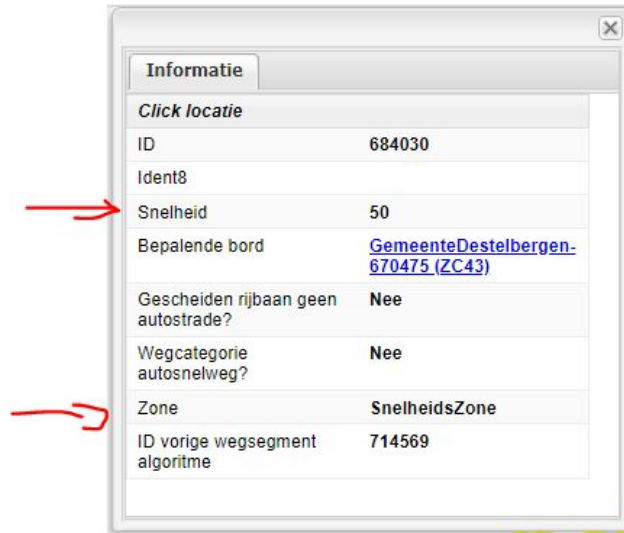 Informatie
Click locatie
ID 684030
Ident8
Snelheid 50
Bepalende bord GemeenteDestelbergen-
670475 (ZC43)
Gescheiden rijbaan geen Nee
autostrade?
Wegcategorie Nee
autosnelweg?
Zone SnelheidsZone
ID vorige wegsegment 714569
algoritme